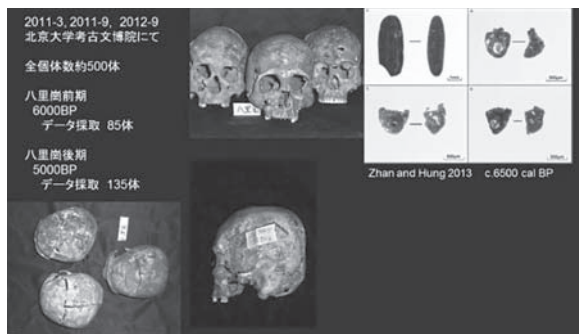 2011-3, 2011-9, 2012-9
北京大学考古文博院にて
全個体数約500体
八里崗前期
6000BP
データ採取 85体
八里崗後期
5000BP
データ採取 135体
Zhan and Hung 2013 c.6500 cal BP